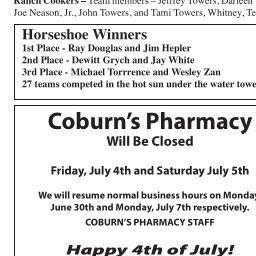 Ranch Cookers – Team members – Jeffrey Towers, Darleen
Joe Neason, Jr., John Towers, and Tami Towers, Whitney, Te
Horseshoe Winners
1st Place - Ray Douglas and Jim Hepler
2nd Place - Dewitt Grych and Jay White
3rd Place - Michael Torrrence and Wesley Zan
27 teams competed in the hot sun under the water towe
Coburn's Pharmacy
Will Be Closed
Friday, July 4th and Saturday July 5th
We will resume normal business hours on Monday
June 30th and Monday, July 7th respectively.
COBURN'S PHARMACY STAFF
Happy 4th of July!